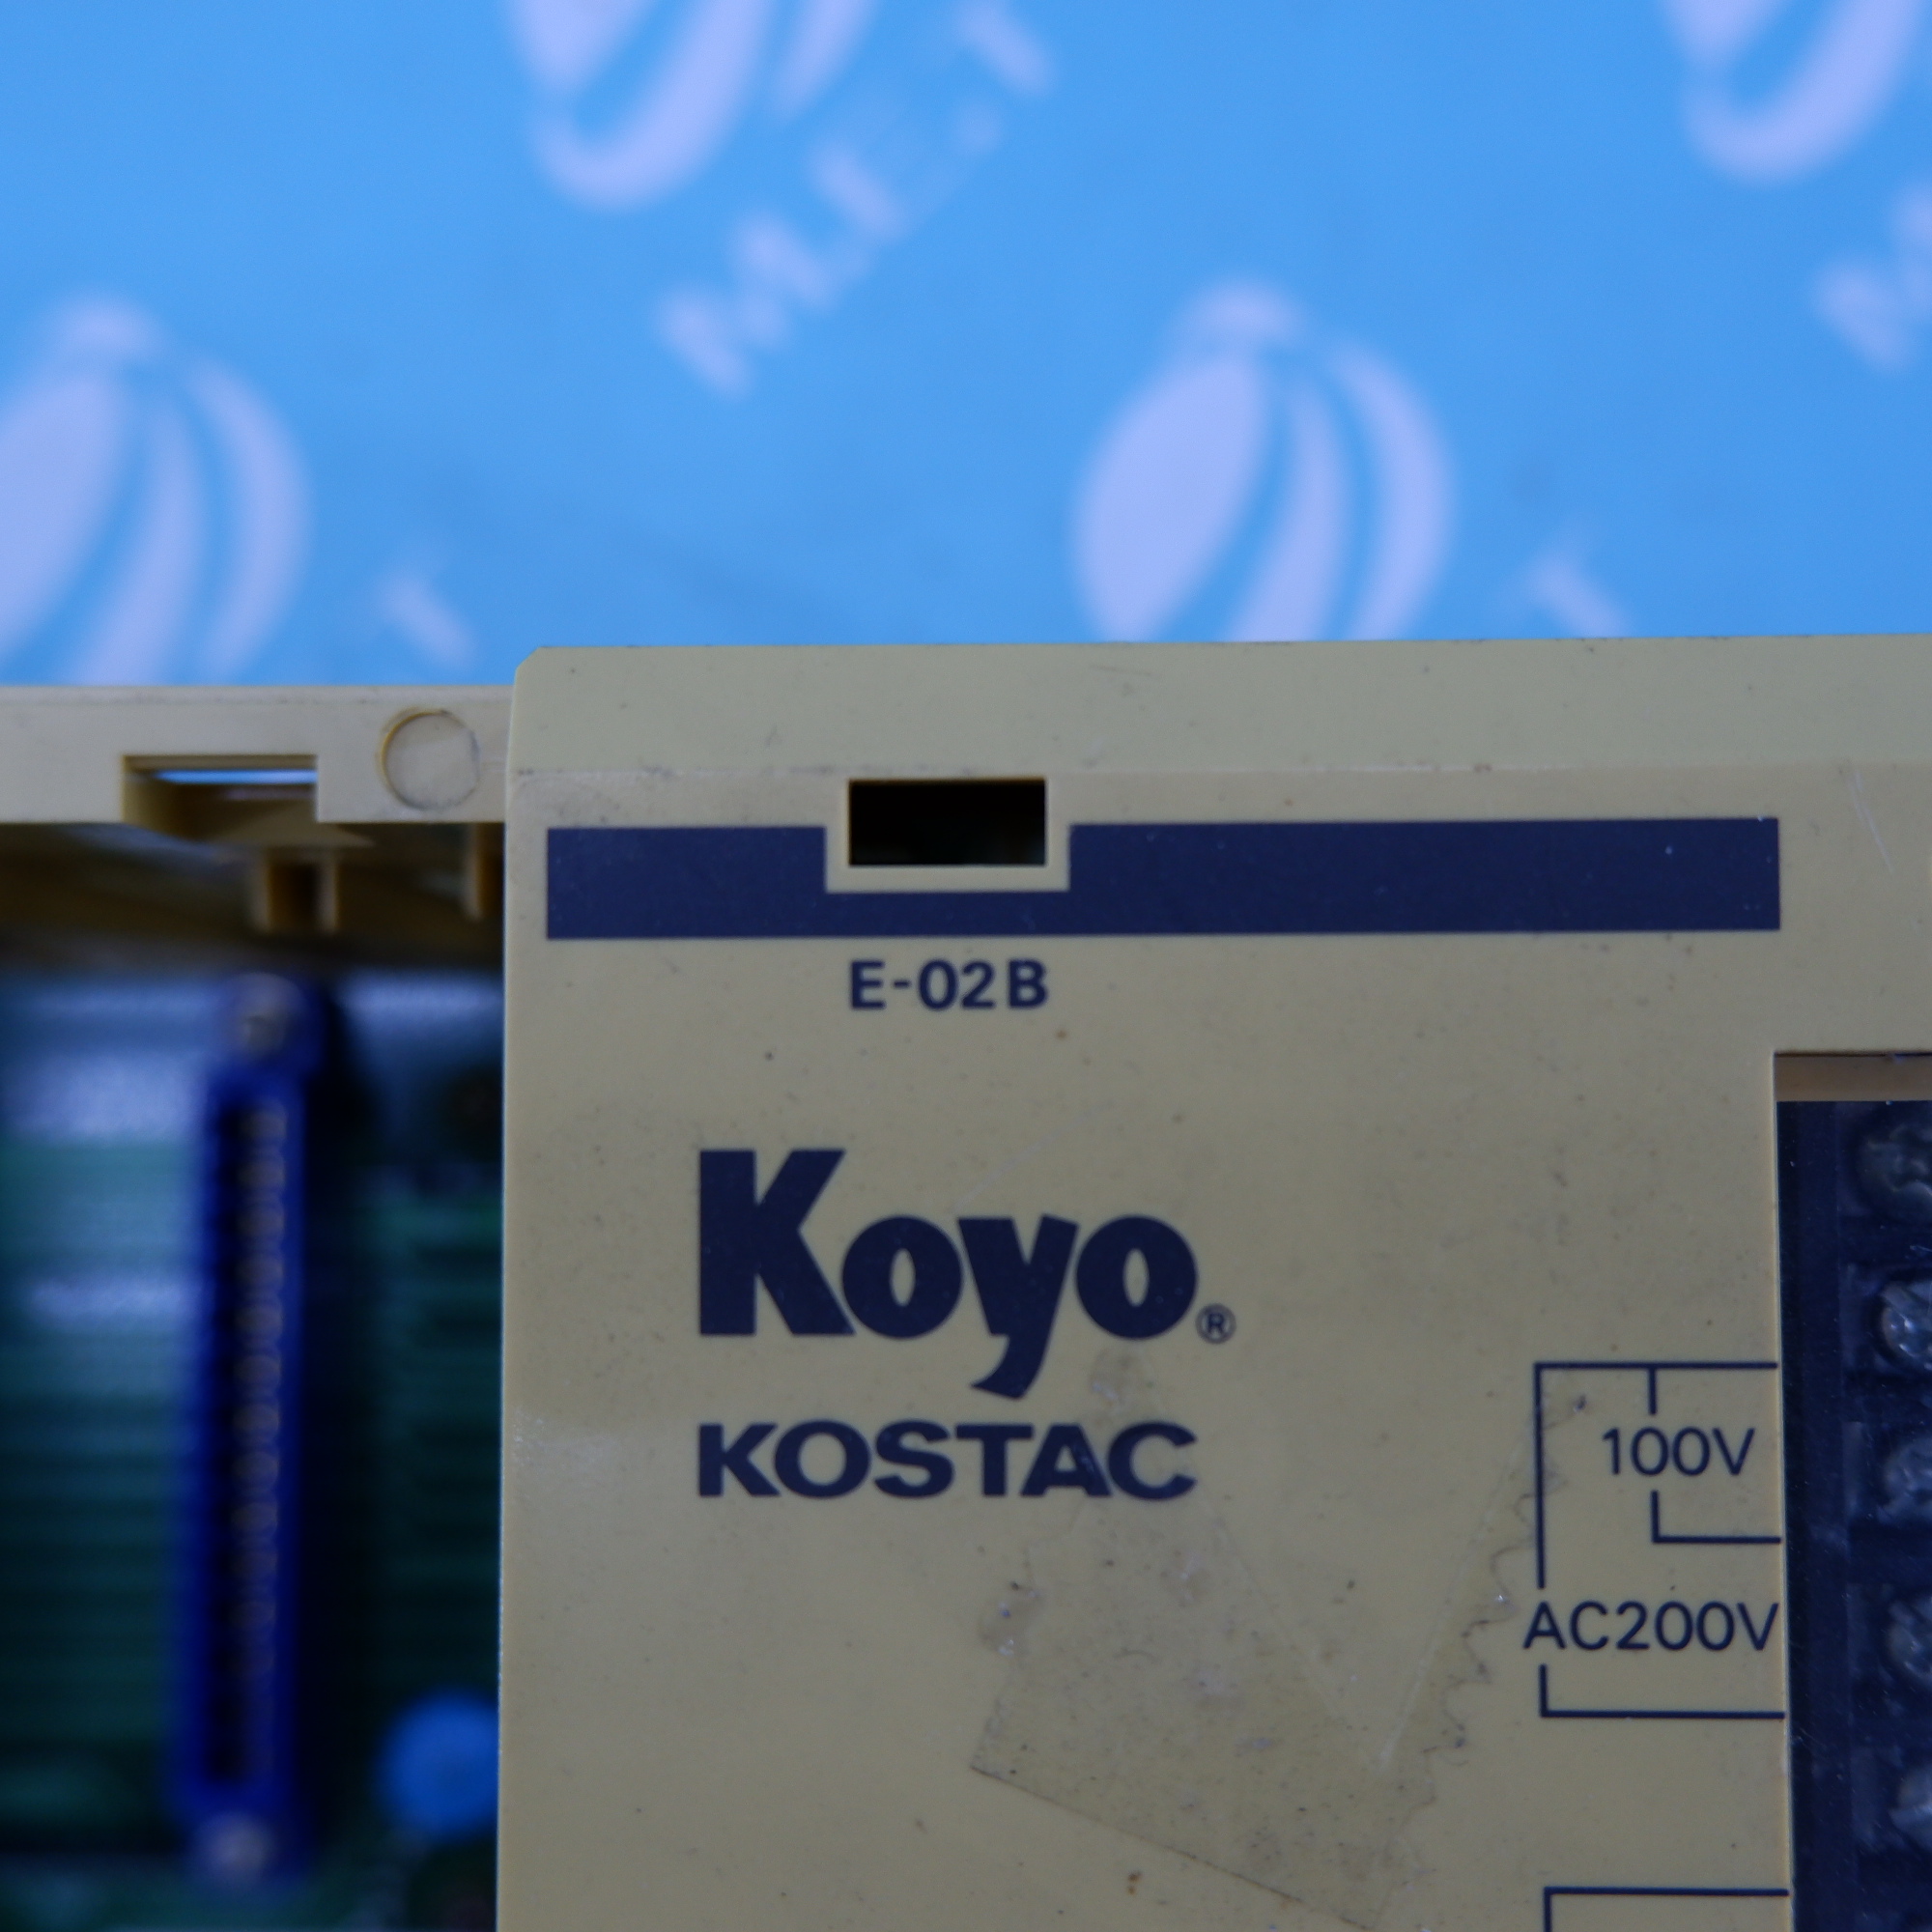 M.E.T
E-02B
Koyo®
KOSTAC
100V
AC200V